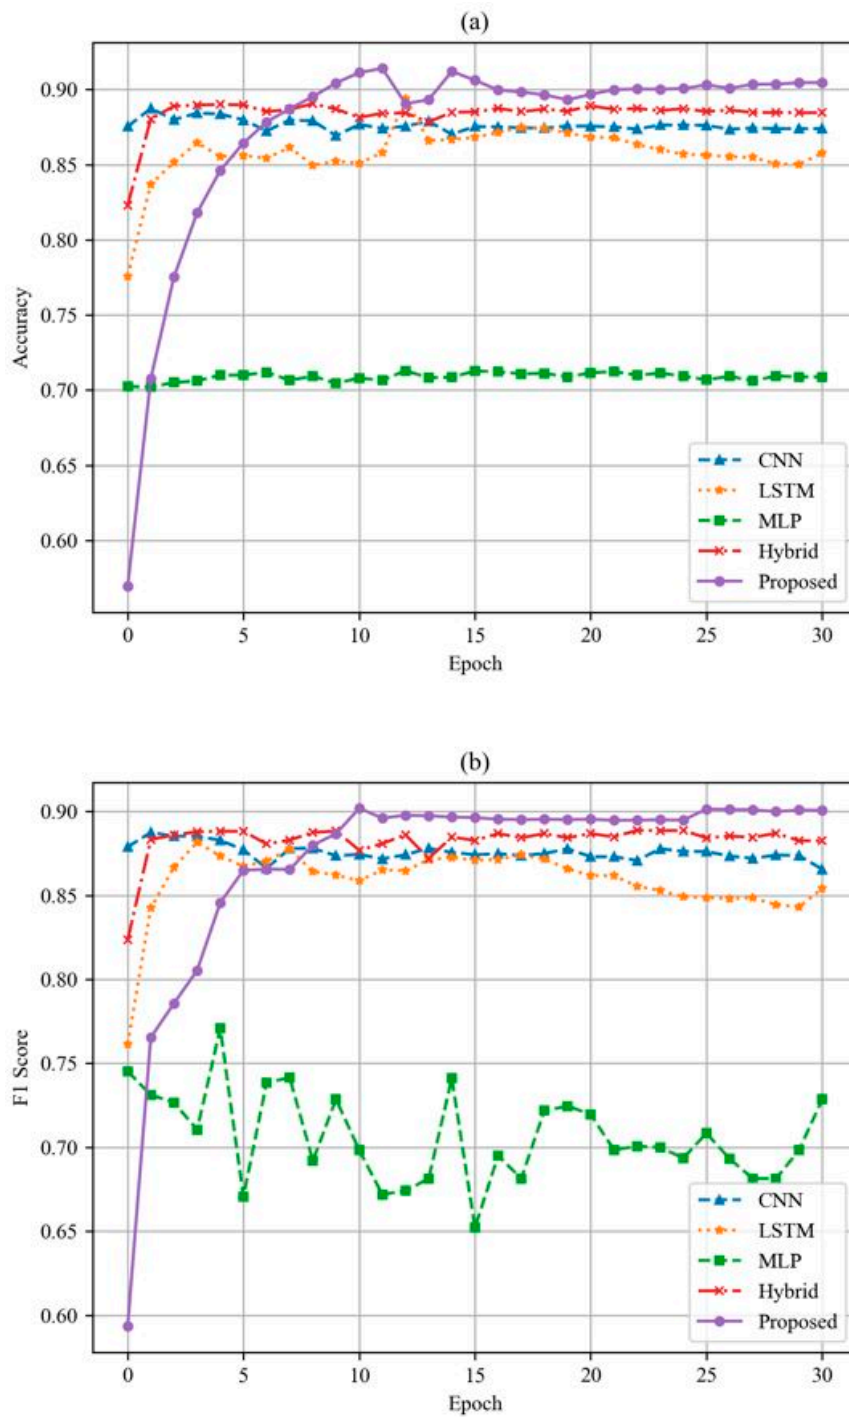 (a)
0.90
0.85
0.80
0.75
0.70
0.65
0.60
Accuracy
CNN
LSTM
MLP
Hybrid
Proposed
0 5 10 15 20 25 30
Epoch
(b)
0.90
0.85
0.80
0.75
0.70
0.65
0.60
F1 Score
CNN
LSTM
MLP
Hybrid
Proposed
0 5 10 15 20 25 30
Epoch